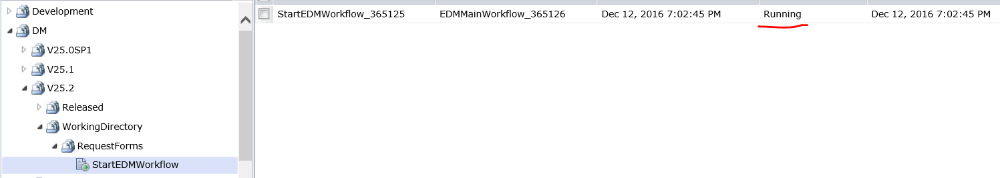 Development
DM
V25.0SP1
V25.1
V25.2
Released
WorkingDirectory
RequestForms
StartEDMWorkflow
StartEDMWorkflow_365125 EDMMainWorkflow_365126 Dec 12, 2016 7:02:45 PM Running Dec 12, 2016 7:02:45 PM